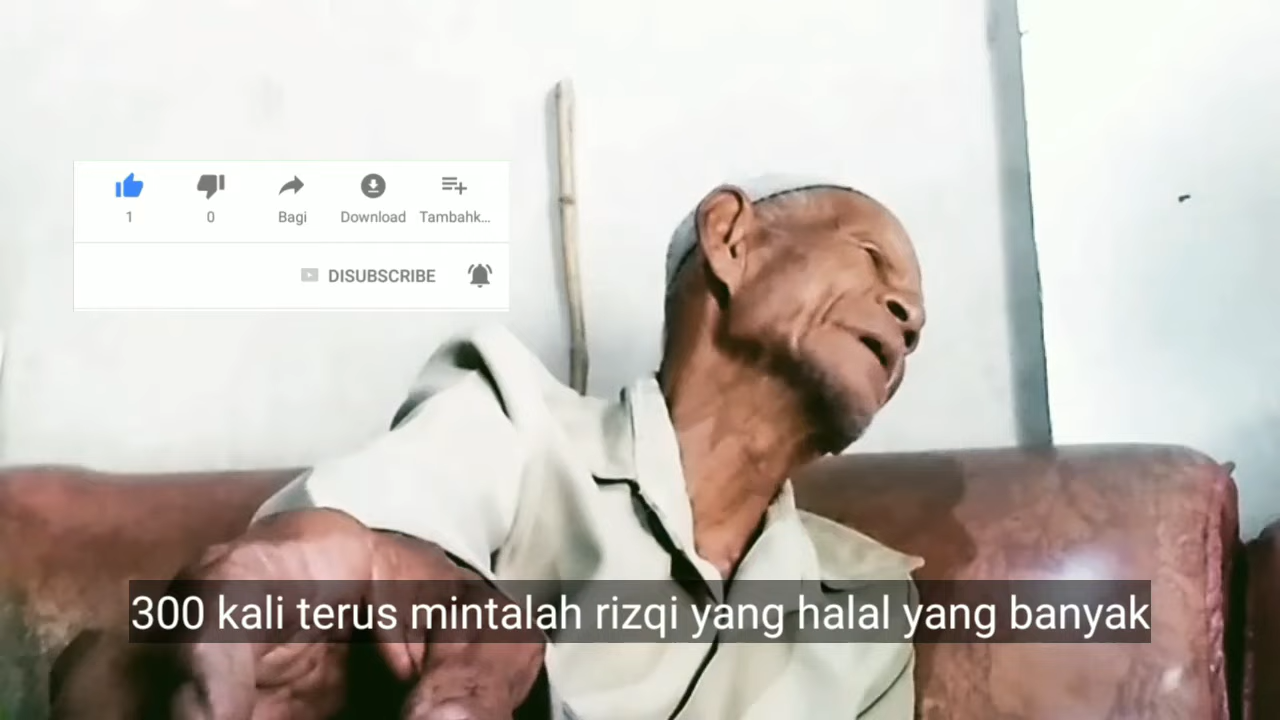 1 0 Bagi Download Tambahk...
DISUBSCRIBE
300 kali terus mintalah rizqi yang halal yang banyak